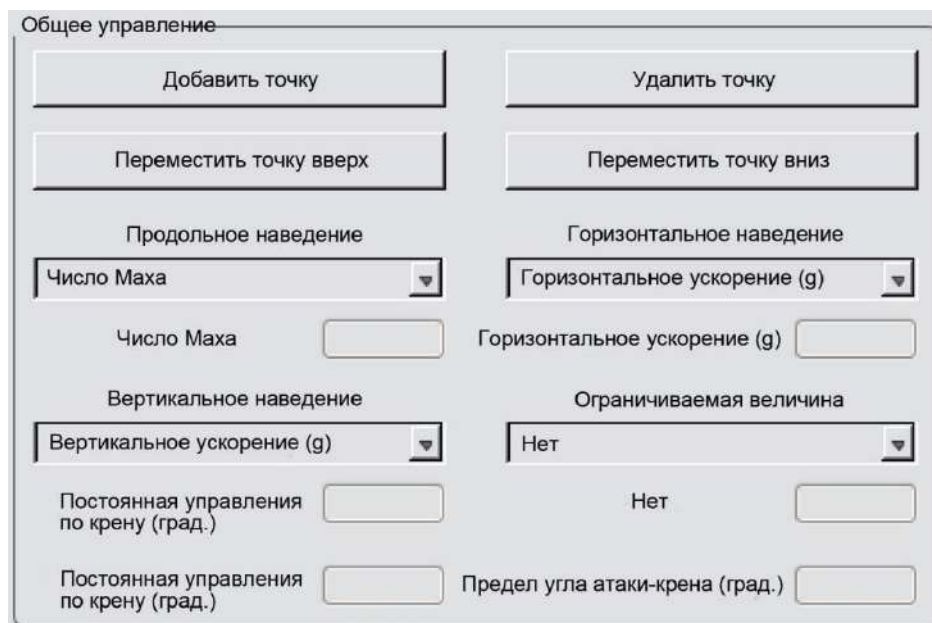 Общее управление
Добавить точку
Удалить точку
Переместить точку вверх
Переместить точку вниз
Продольное наведение
Горизонтальное наведение
Число Маха
Горизонтальное ускорение (g)
Число Маха
Горизонтальное ускорение (g)
Вертикальное наведение
Ограничиваемая величина
Вертикальное ускорение (g)
Нет
Постоянная управления
по крену (град.)
Нет
Постоянная управления
по крену (град.)
Предел угла атаки-крена (град.)